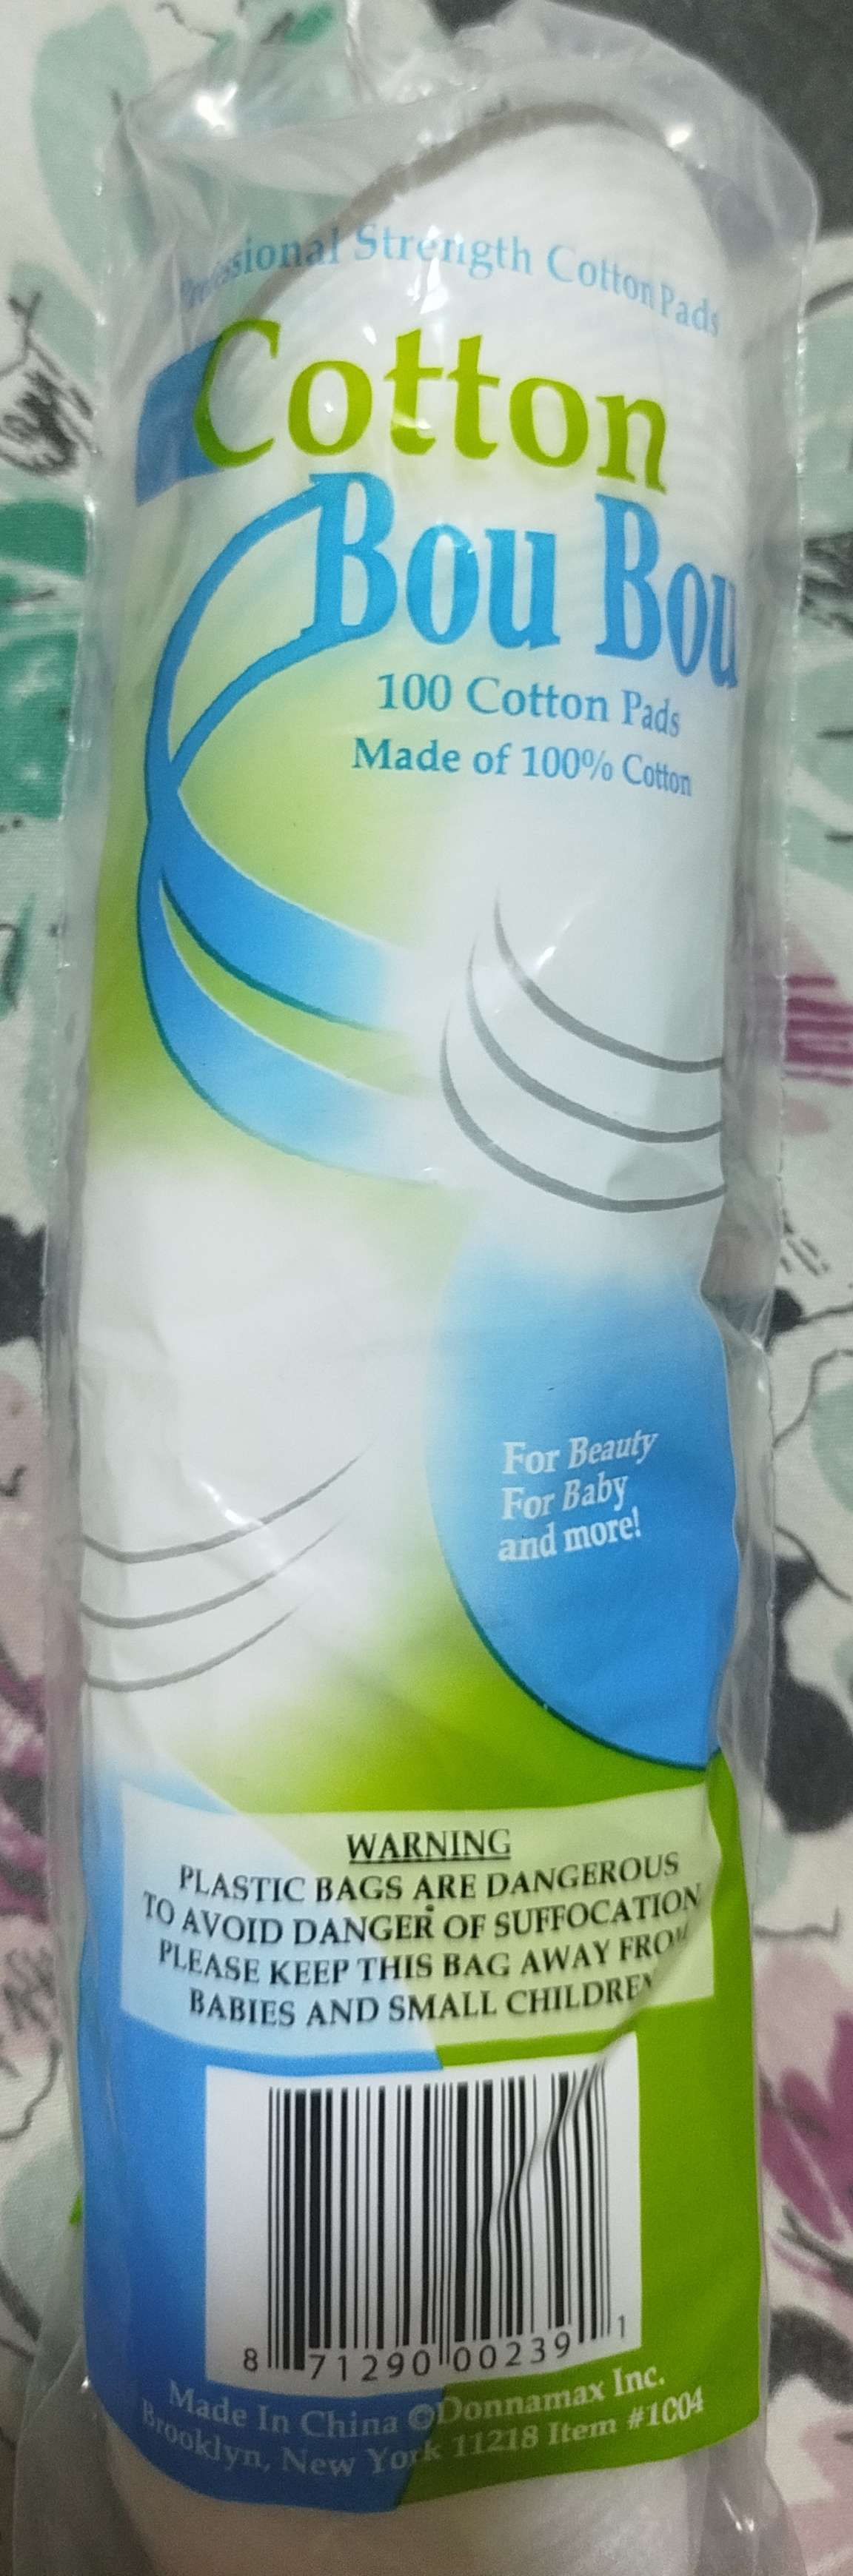 Professional Strength Cotton Pads
Cotton
Bou Bou
100 Cotton Pads
Made of 100% Cotton
For Beauty
For Baby
and more!
WARNING
PLASTIC BAGS ARE DANGEROUS
TO AVOID DANGER OF SUFFOCATION
PLEASE KEEP THIS BAG AWAY FROM
BABIES AND SMALL CHILDREN
8 71290 00239 1
Made In China ©Donnamax Inc.
Brooklyn, New York 11218 Item #1C04